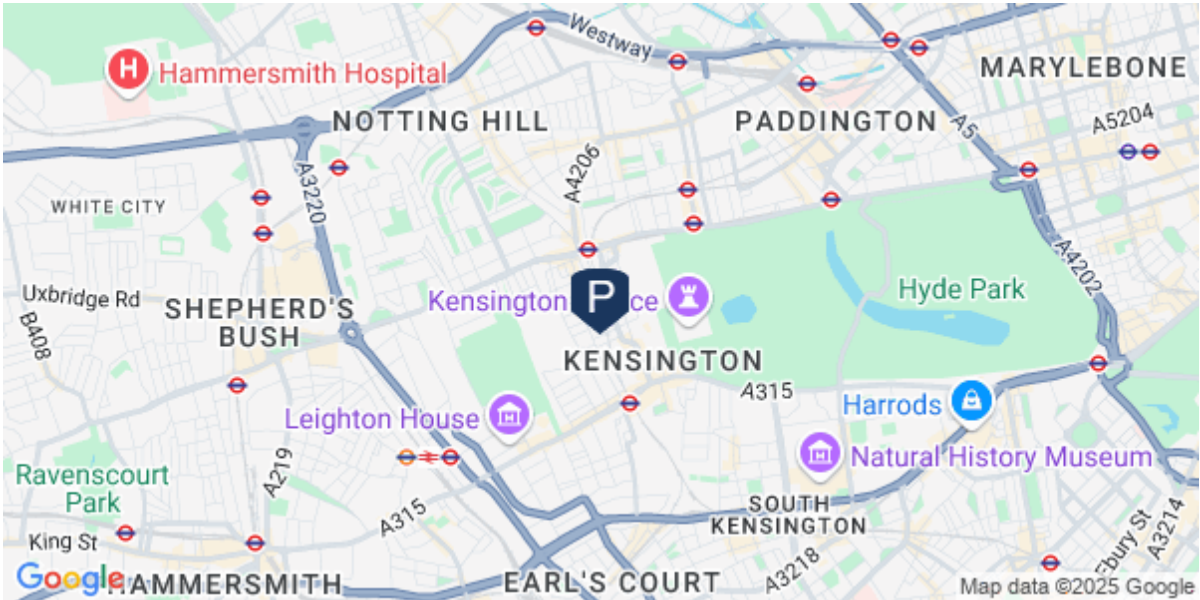 Westway
MARYLEBONE
H Hammersmith Hospital
NOTTING HILL
PADDINGTON
A5
A5204
A4206
A3220
WHITE CITY
A4202
Uxbridge Rd
SHEPHERD'S
BUSH
Kensington
P
ce
Hyde Park
B408
KENSINGTON
A315
Harrods
Leighton House
Natural History Museum
Ravenscourt
Park
A219
A315
SOUTH
KENSINGTON
King St
Ebury St
A3214
Google
HAMMERSMITH
EARL'S COURT
A3218
Map data ©2025 Google